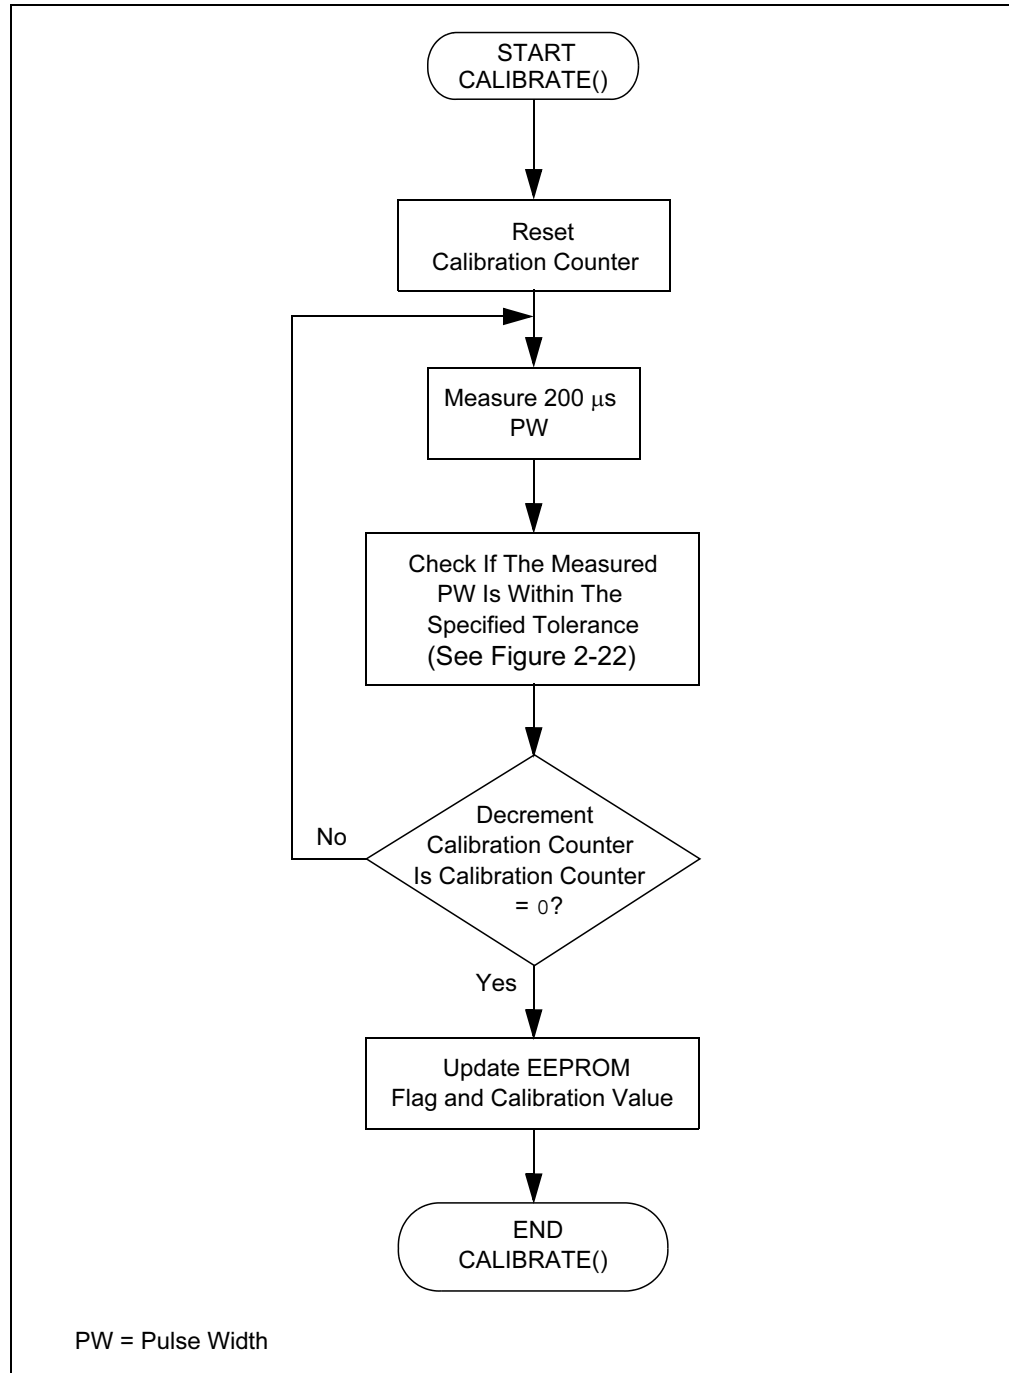 START
CALIBRATE()
Reset
Calibration Counter
Measure 200 μs
PW
Check If The Measured
PW Is Within The
Specified Tolerance
(See Figure 2-22)
Decrement
Calibration Counter
Is Calibration Counter
= 0?
No
Yes
Update EEPROM
Flag and Calibration Value
END
CALIBRATE()
PW = Pulse Width